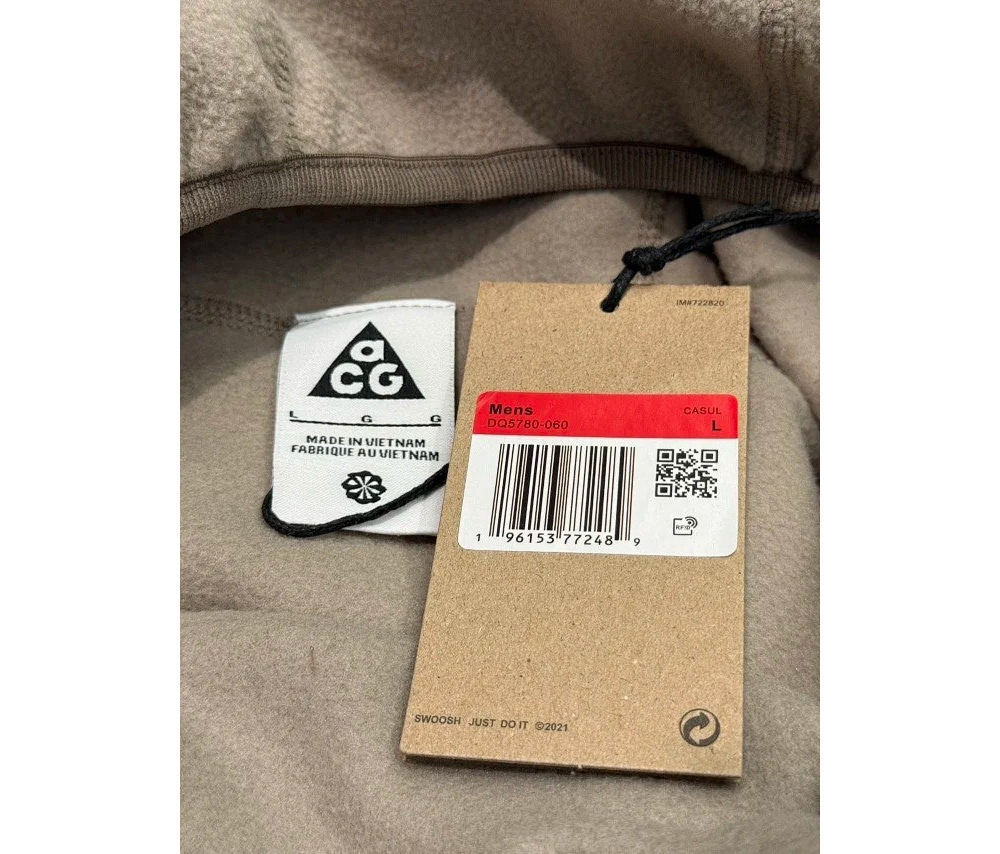 aCG
L G G
MADE IN VIETNAM
FABRIQUE AU VIETNAM
IM#722820
Mens CASUL
DQ5780-060 L
1 96153 77248 9
RFID
SWOOSH JUST DO IT ©2021